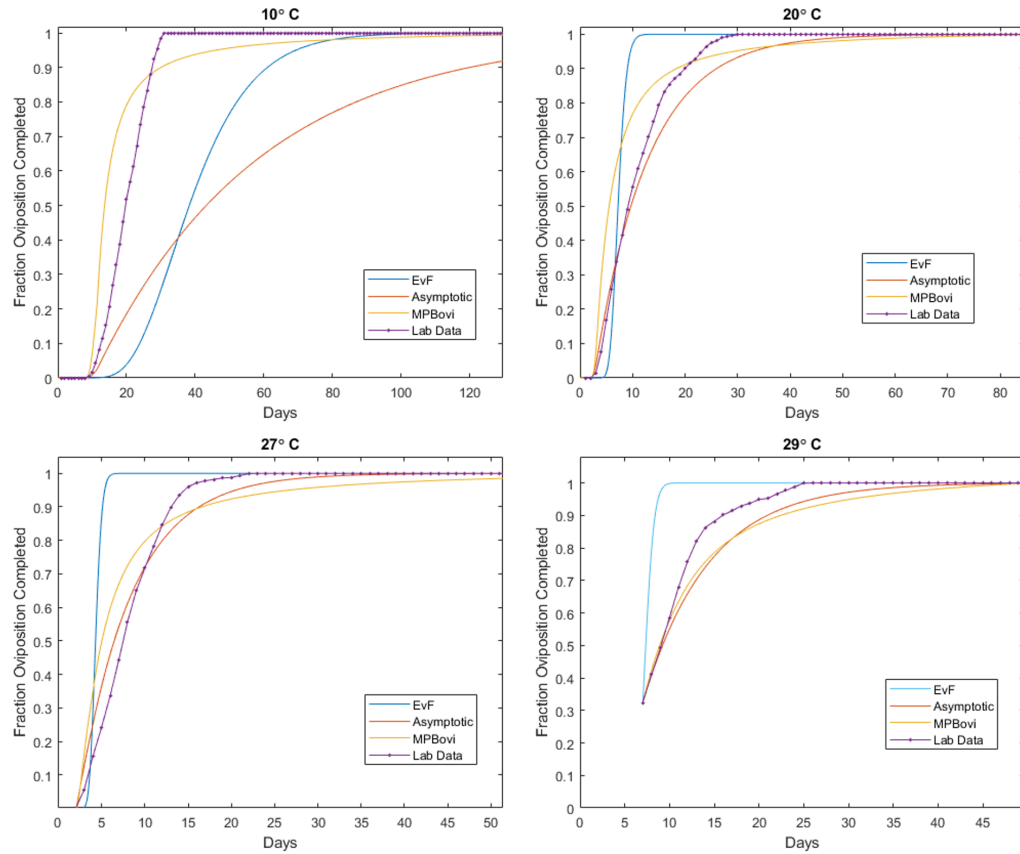 10° C
1
0.9
0.8
0.7
0.6
0.5
0.4
0.3
0.2
0.1
0
Fraction Oviposition Completed
0 20 40 60 80 100 120
Days
EvF
Asymptotic
MPBovi
Lab Data
20° C
1
0.9
0.8
0.7
0.6
0.5
0.4
0.3
0.2
0.1
0
Fraction Oviposition Completed
0 10 20 30 40 50 60 70 80
Days
EvF
Asymptotic
MPBovi
Lab Data
27° C
1
0.9
0.8
0.7
0.6
0.5
0.4
0.3
0.2
0.1
Fraction Oviposition Completed
0 5 10 15 20 25 30 35 40 45 50
Days
EvF
Asymptotic
MPBovi
Lab Data
29° C
1
0.9
0.8
0.7
0.6
0.5
0.4
0.3
0.2
0.1
0
Fraction Oviposition Completed
0 5 10 15 20 25 30 35 40 45
Days
EvF
Asymptotic
MPBovi
Lab Data